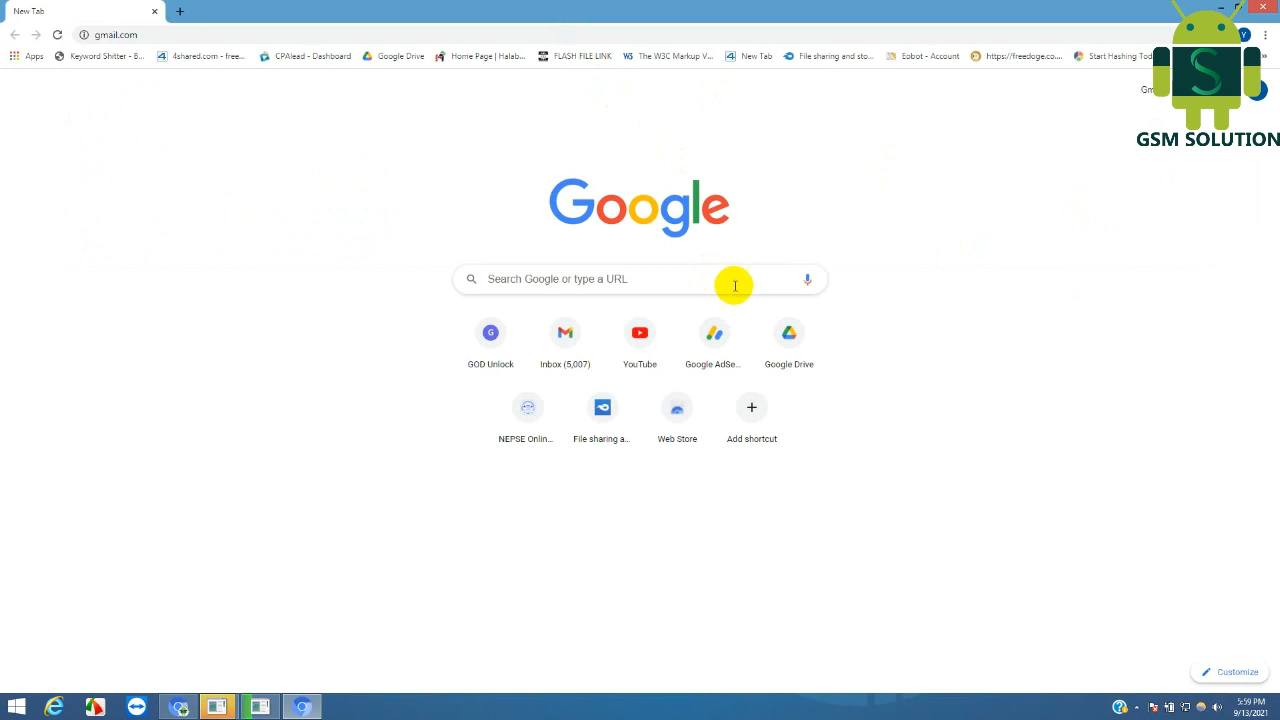 New Tab
gmail.com
Apps
Keyword Shitter - B...
4shared.com - free...
CPAlead - Dashboard
Google Drive
Home Page | Halab...
FLASH FILE LINK
The W3C Markup V...
New Tab
File sharing and sto...
Eobot - Account
https://freedoge.co...
Start Hashing Tod
Gm
GSM SOLUTION
Google
Search Google or type a URL
GOD Unlock
Inbox (5,007)
YouTube
Google AdSe...
Google Drive
NEPSE Onlin...
File sharing a...
Web Store
Add shortcut
Customize
5:59 PM
9/13/2021